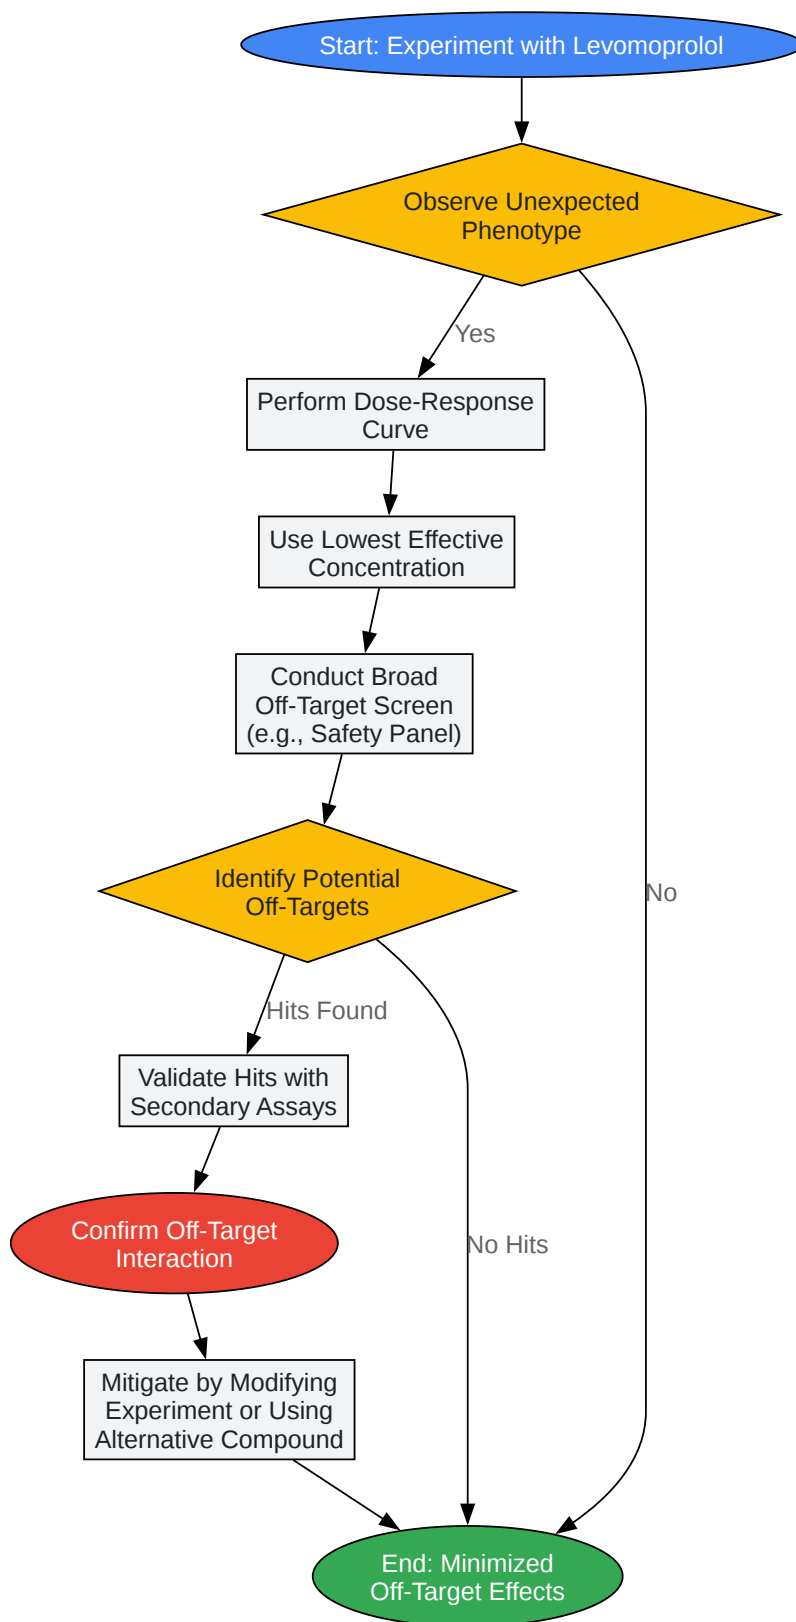 Start: Experiment with Levomoprolol
Observe Unexpected
Phenotype
Yes
Perform Dose-Response
Curve
Use Lowest Effective
Concentration
Conduct Broad
Off-Target Screen
(e.g., Safety Panel)
Identify Potential
Off-Targets
No
Hits Found
Validate Hits with
Secondary Assays
Confirm Off-Target
Interaction
No Hits
Mitigate by Modifying
Experiment or Using
Alternative Compound
End: Minimized
Off-Target Effects